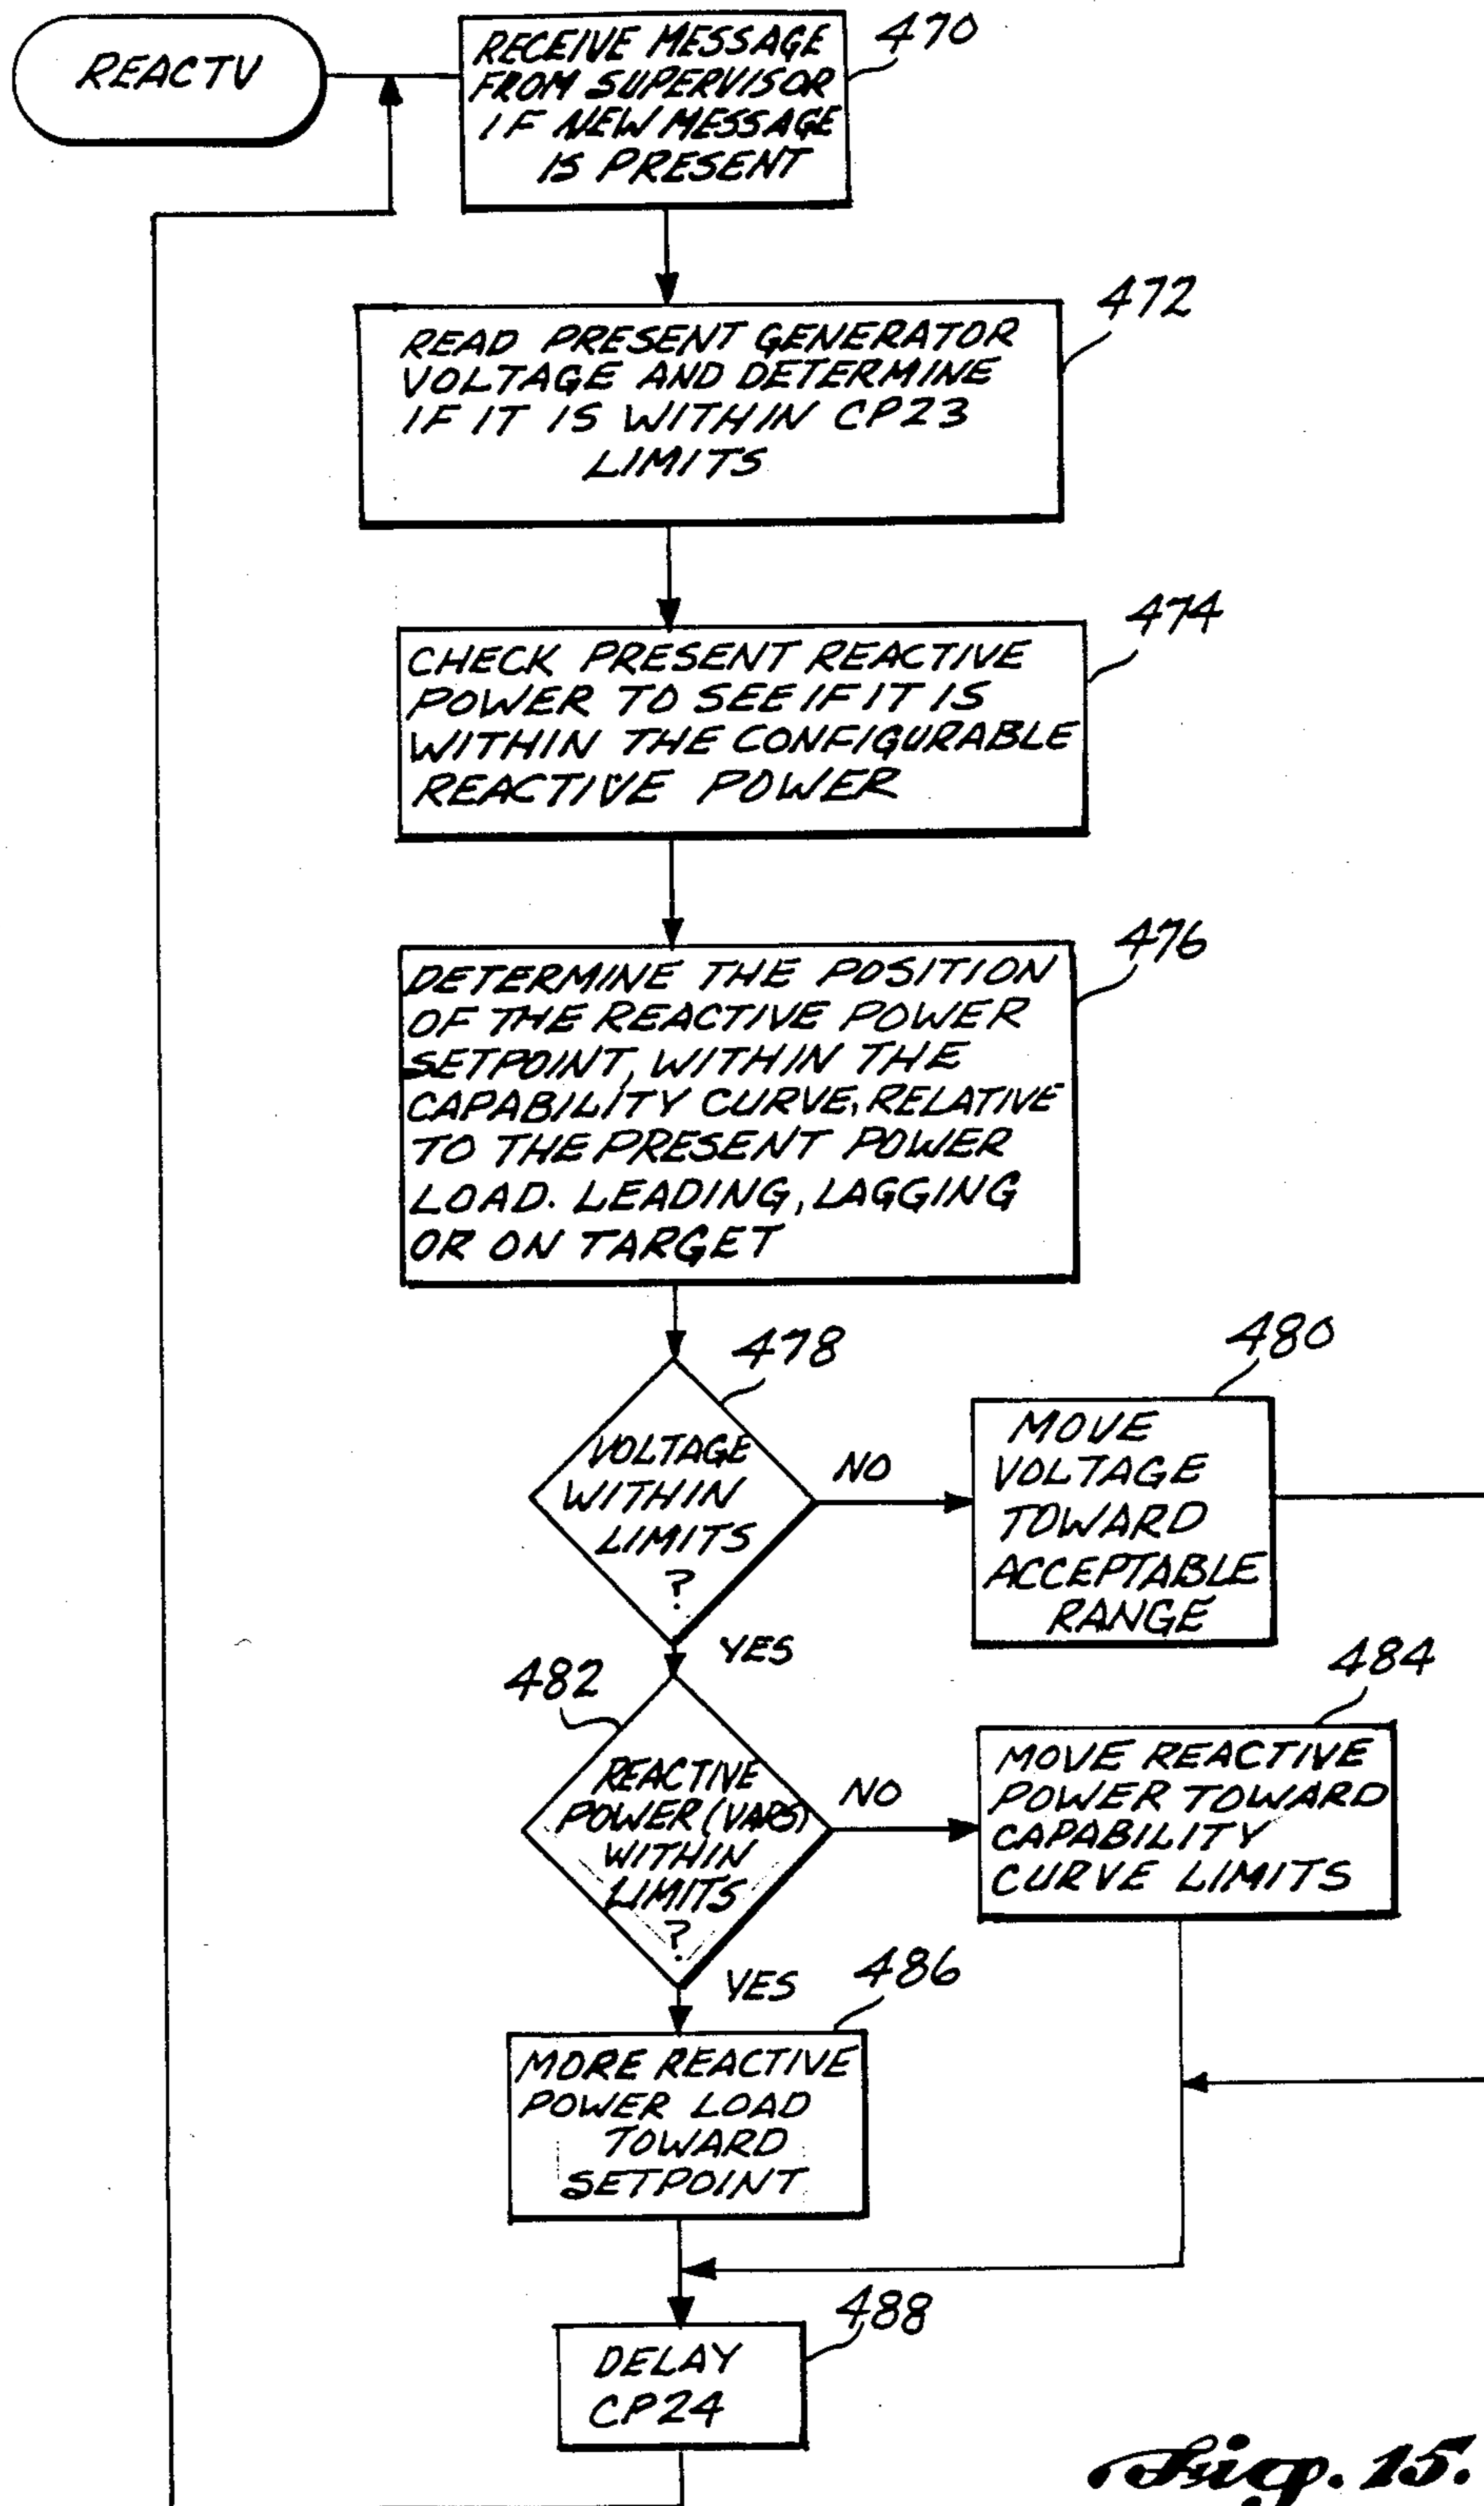 REACTV
RECEIVE MESSAGE
FROM SUPERVISOR
IF NEW MESSAGE
IS PRESENT
470
READ PRESENT GENERATOR
VOLTAGE AND DETERMINE
IF IT IS WITHIN CP23
LIMITS
472
CHECK PRESENT REACTIVE
POWER TO SEE IF IT IS
WITHIN THE CONFIGURABLE
REACTIVE POWER
474
DETERMINE THE POSITION
OF THE REACTIVE POWER
SETPOINT, WITHIN THE
CAPABILITY CURVE, RELATIVE
TO THE PRESENT POWER
LOAD. LEADING, LAGGING
OR ON TARGET
476
VOLTAGE
WITHIN
LIMITS
?
478
NO
MOVE
VOLTAGE
TOWARD
ACCEPTABLE
RANGE
480
YES
482
REACTIVE
POWER (VARS)
WITHIN
LIMITS
?
NO
MOVE REACTIVE
POWER TOWARD
CAPABILITY
CURVE LIMITS
484
YES
MORE REACTIVE
POWER LOAD
TOWARD
SETPOINT
486
DELAY
CP24
488
Fig. 15.